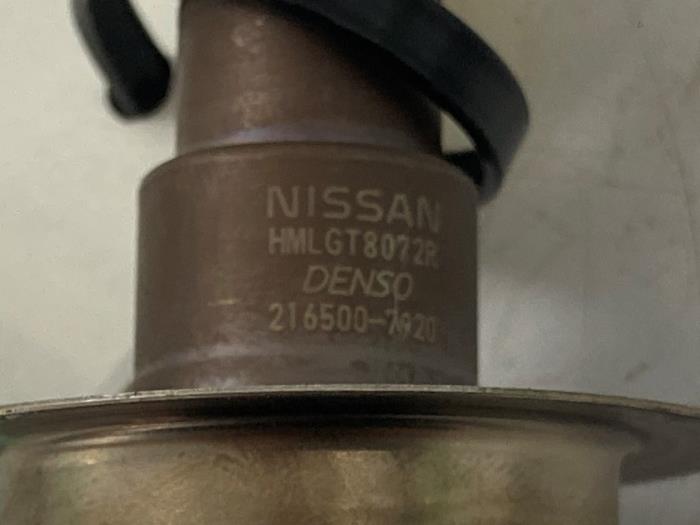 NISSAN
HMLGT8072R
DENSO
216500-7920